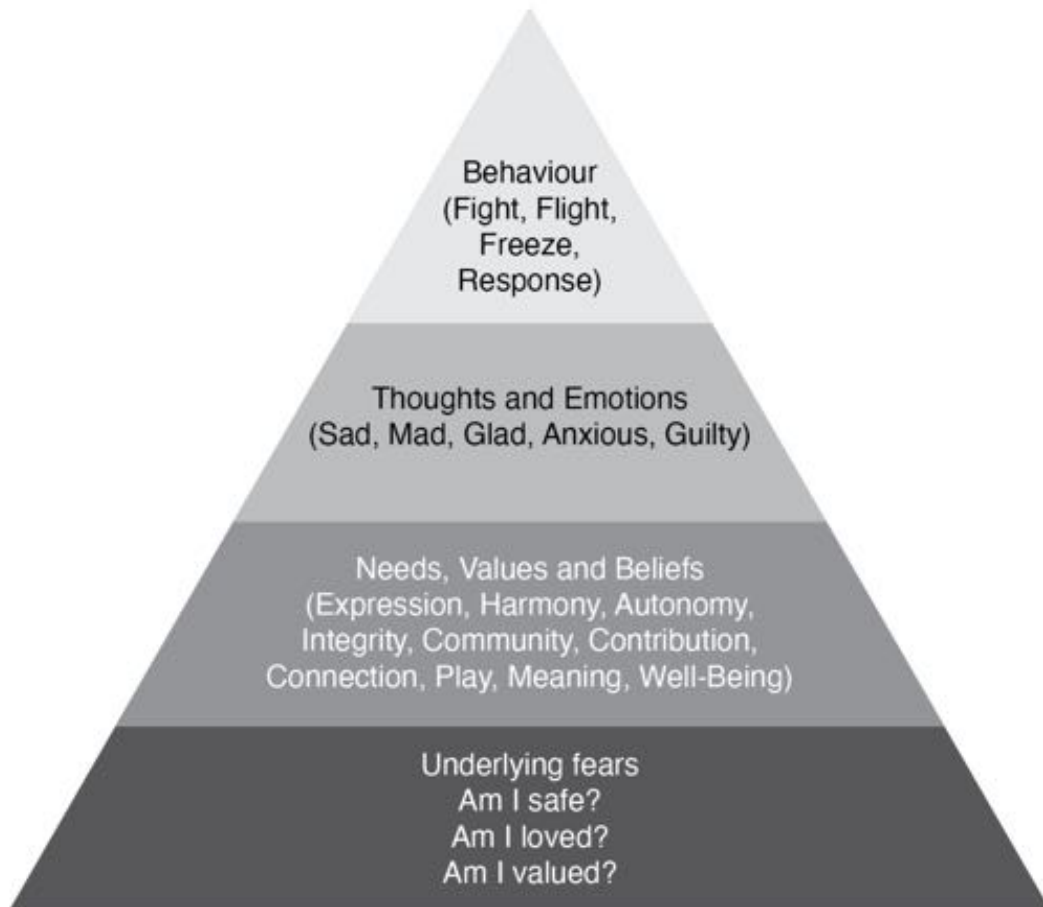 Behaviour
(Fight, Flight,
Freeze,
Response)
Thoughts and Emotions
(Sad, Mad, Glad, Anxious, Guilty)
Needs, Values and Beliefs
(Expression, Harmony, Autonomy,
Integrity, Community, Contribution,
Connection, Play, Meaning, Well-Being)
Underlying fears
Am I safe?
Am I loved?
Am I valued?